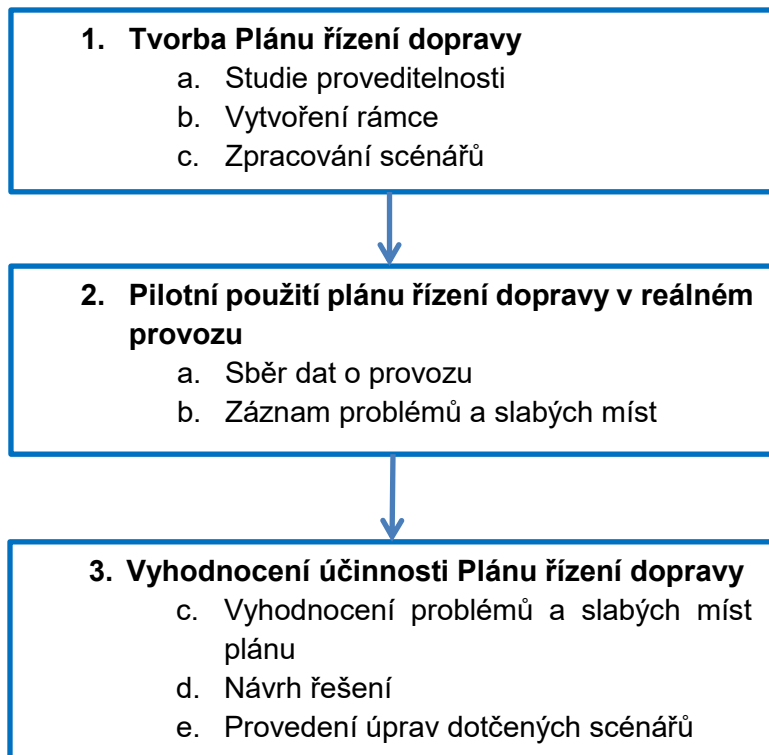 1. Tvorba Plánu řízení dopravy
a. Studie proveditelnosti
b. Vytvoření rámce
c. Zpracování scénářů
2. Pilotní použití plánu řízení dopravy v reálném
provozu
a. Sběr dat o provozu
b. Záznam problémů a slabých míst
3. Vyhodnocení účinnosti Plánu řízení dopravy
c. Vyhodnocení problémů a slabých míst
plánu
d. Návrh řešení
e. Provedení úprav dotčených scénářů